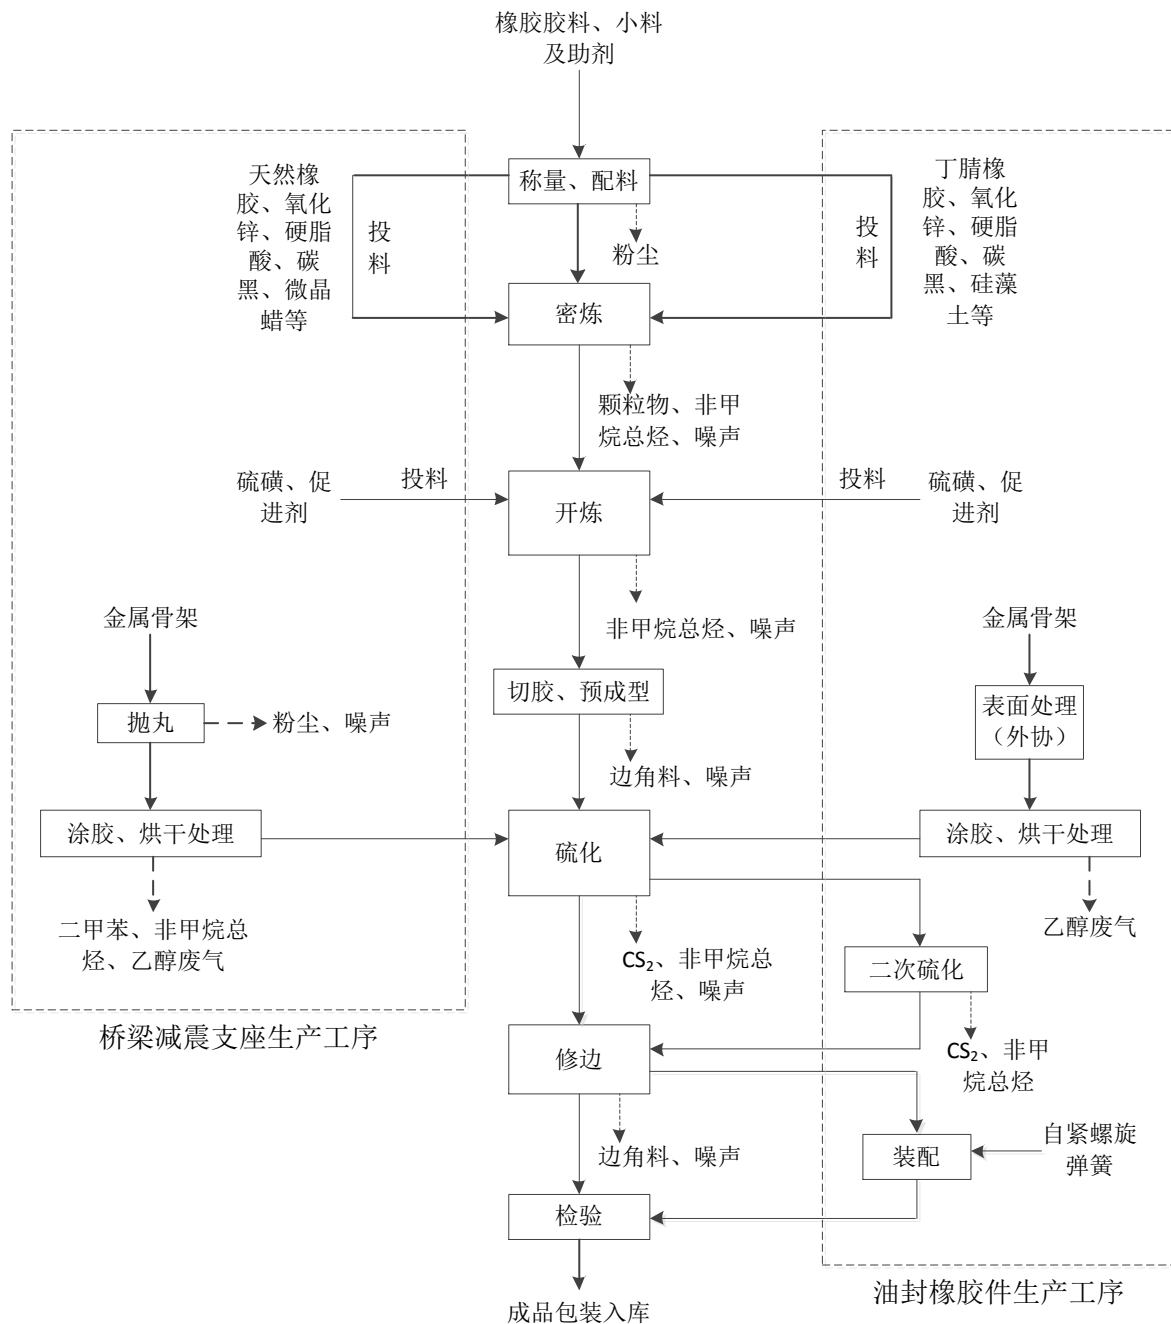 橡胶胶料、小料
及助剂
称量、配料
粉尘
天然橡
胶、氧化
锌、硬脂
酸、碳
黑、微晶
蜡等
投
料
丁腈橡
胶、氧化
锌、硬脂
酸、碳
黑、硅藻
土等
投
料
密炼
颗粒物、非甲
烷总烃、噪声
硫磺、促
进剂
投料
开炼
投料
硫磺、促
进剂
非甲烷总烃、噪声
金属骨架
抛丸
粉尘、噪声
切胶、预成型
边角料、噪声
金属骨架
表面处理
（外协）
涂胶、烘干处理
二甲苯、非甲烷总
烃、乙醇废气
硫化
CS₂、非甲烷总
烃、噪声
涂胶、烘干处理
乙醇废气
二次硫化
CS₂、非甲
烷总烃
桥梁减震支座生产工序
修边
边角料、噪声
装配
自紧螺旋
弹簧
检验
成品包装入库
油封橡胶件生产工序